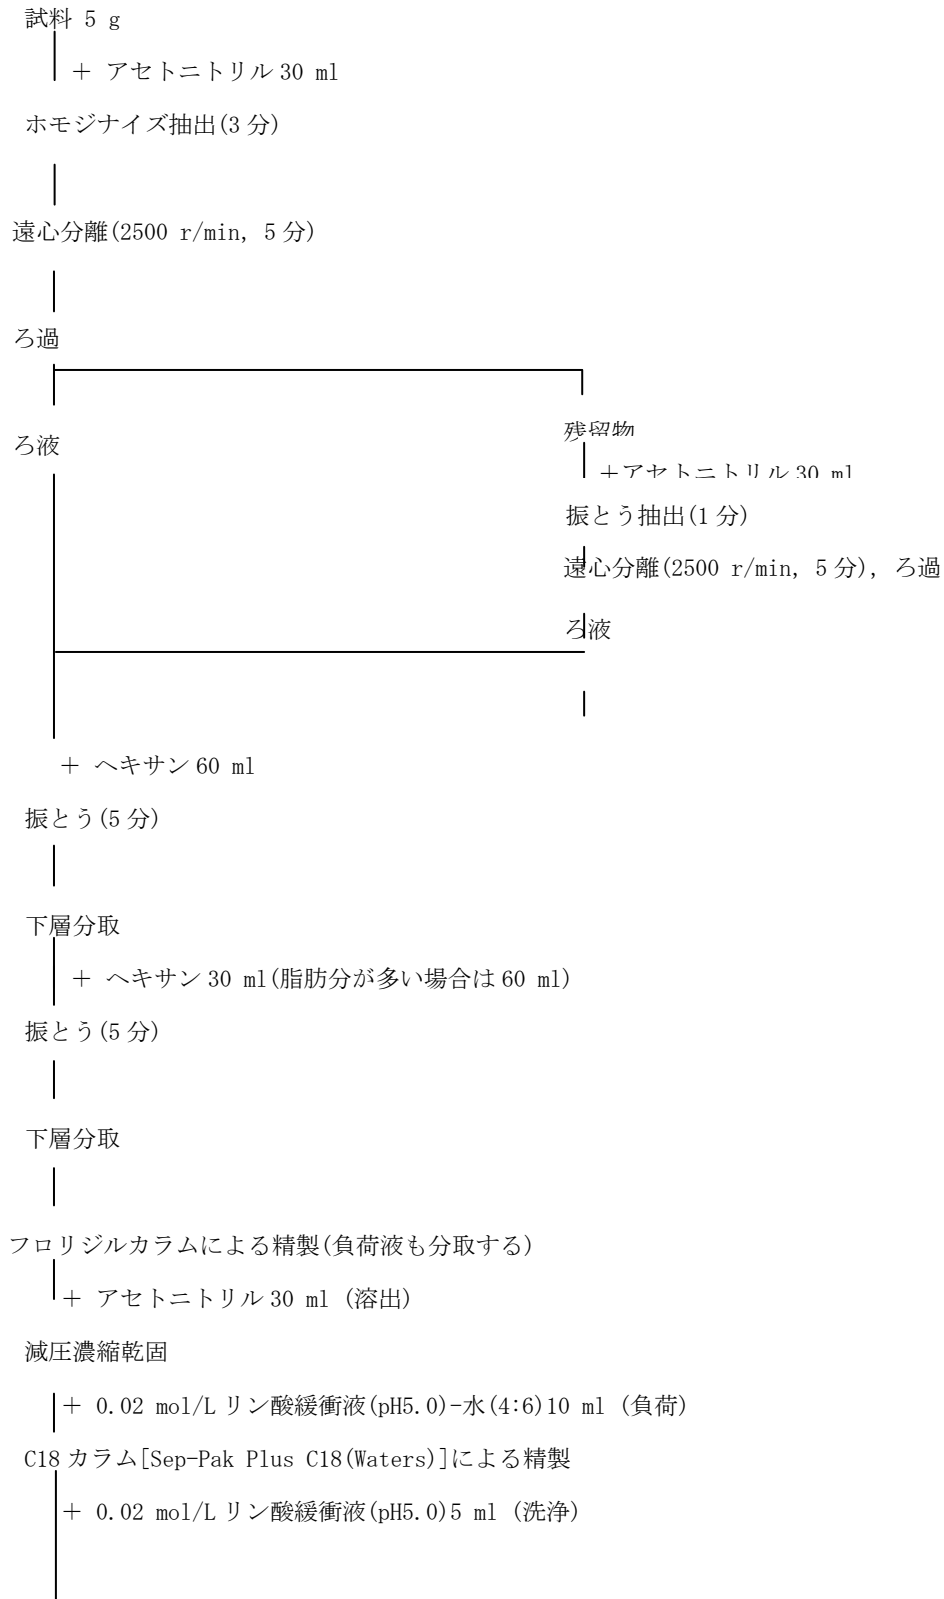 試料 5 g
+ アセトニトリル 30 ml
ホモジナイズ抽出(3 分)
遠心分離(2500 r/min, 5 分)
ろ過
ろ液
残留物
+アセトニトリル 30 ml
振とう抽出(1 分)
遠心分離(2500 r/min, 5 分), ろ過
ろ液
+ ヘキサン 60 ml
振とう(5 分)
下層分取
+ ヘキサン 30 ml(脂肪分が多い場合は 60 ml)
振とう(5 分)
下層分取
フロリジルカラムによる精製(負荷液も分取する)
+ アセトニトリル 30 ml (溶出)
減圧濃縮乾固
+ 0.02 mol/L リン酸緩衝液(pH5.0)-水(4:6)10 ml (負荷)
C18 カラム[Sep-Pak Plus C18(Waters)]による精製
+ 0.02 mol/L リン酸緩衝液(pH5.0)5 ml (洗浄)